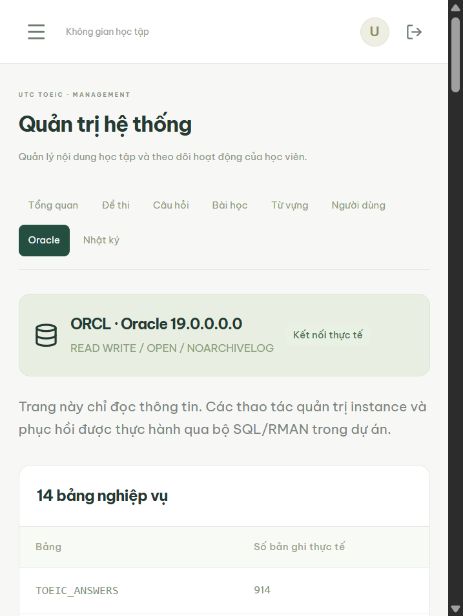 Không gian học tập
U
UTC TOEIC · MANAGEMENT
Quản trị hệ thống
Quản lý nội dung học tập và theo dõi hoạt động của học viên.
Tổng quan Đề thi Câu hỏi Bài học Từ vựng Người dùng
Oracle Nhật ký
ORCL · Oracle 19.0.0.0.0
READ WRITE / OPEN / NOARCHIVELOG
Kết nối thực tế
Trang này chỉ đọc thông tin. Các thao tác quản trị instance và
phục hồi được thực hành qua bộ SQL/RMAN trong dự án.
14 bảng nghiệp vụ
Bảng Số bản ghi thực tế
TOEIC_ANSWERS 914